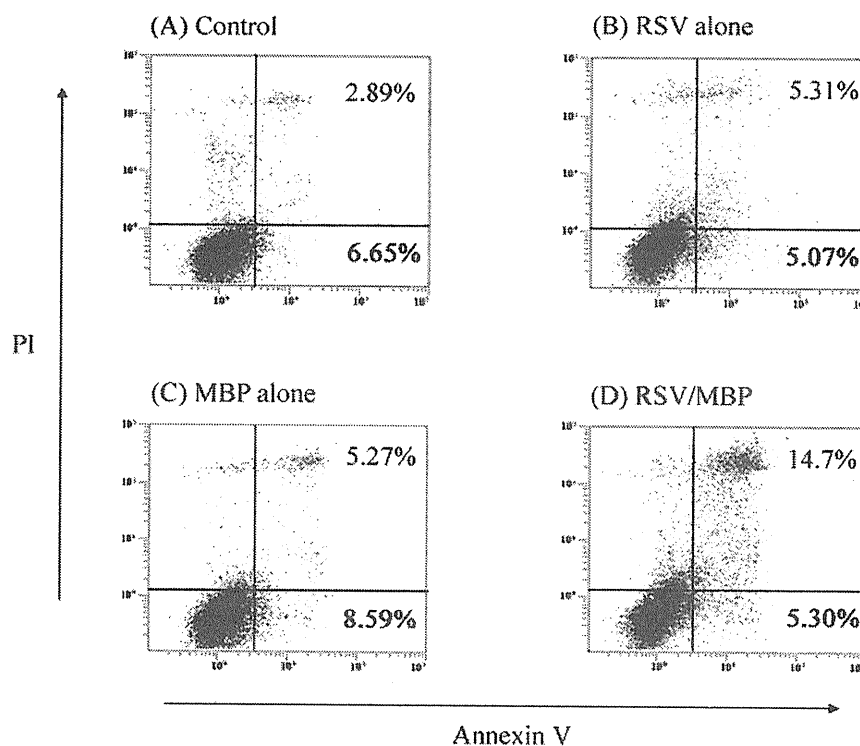 (A) Control
(B) RSV alone
2.89%
5.31%
6.65%
5.07%
PI
(C) MBP alone
(D) RSV/MBP
5.27%
14.7%
8.59%
5.30%
Annexin V